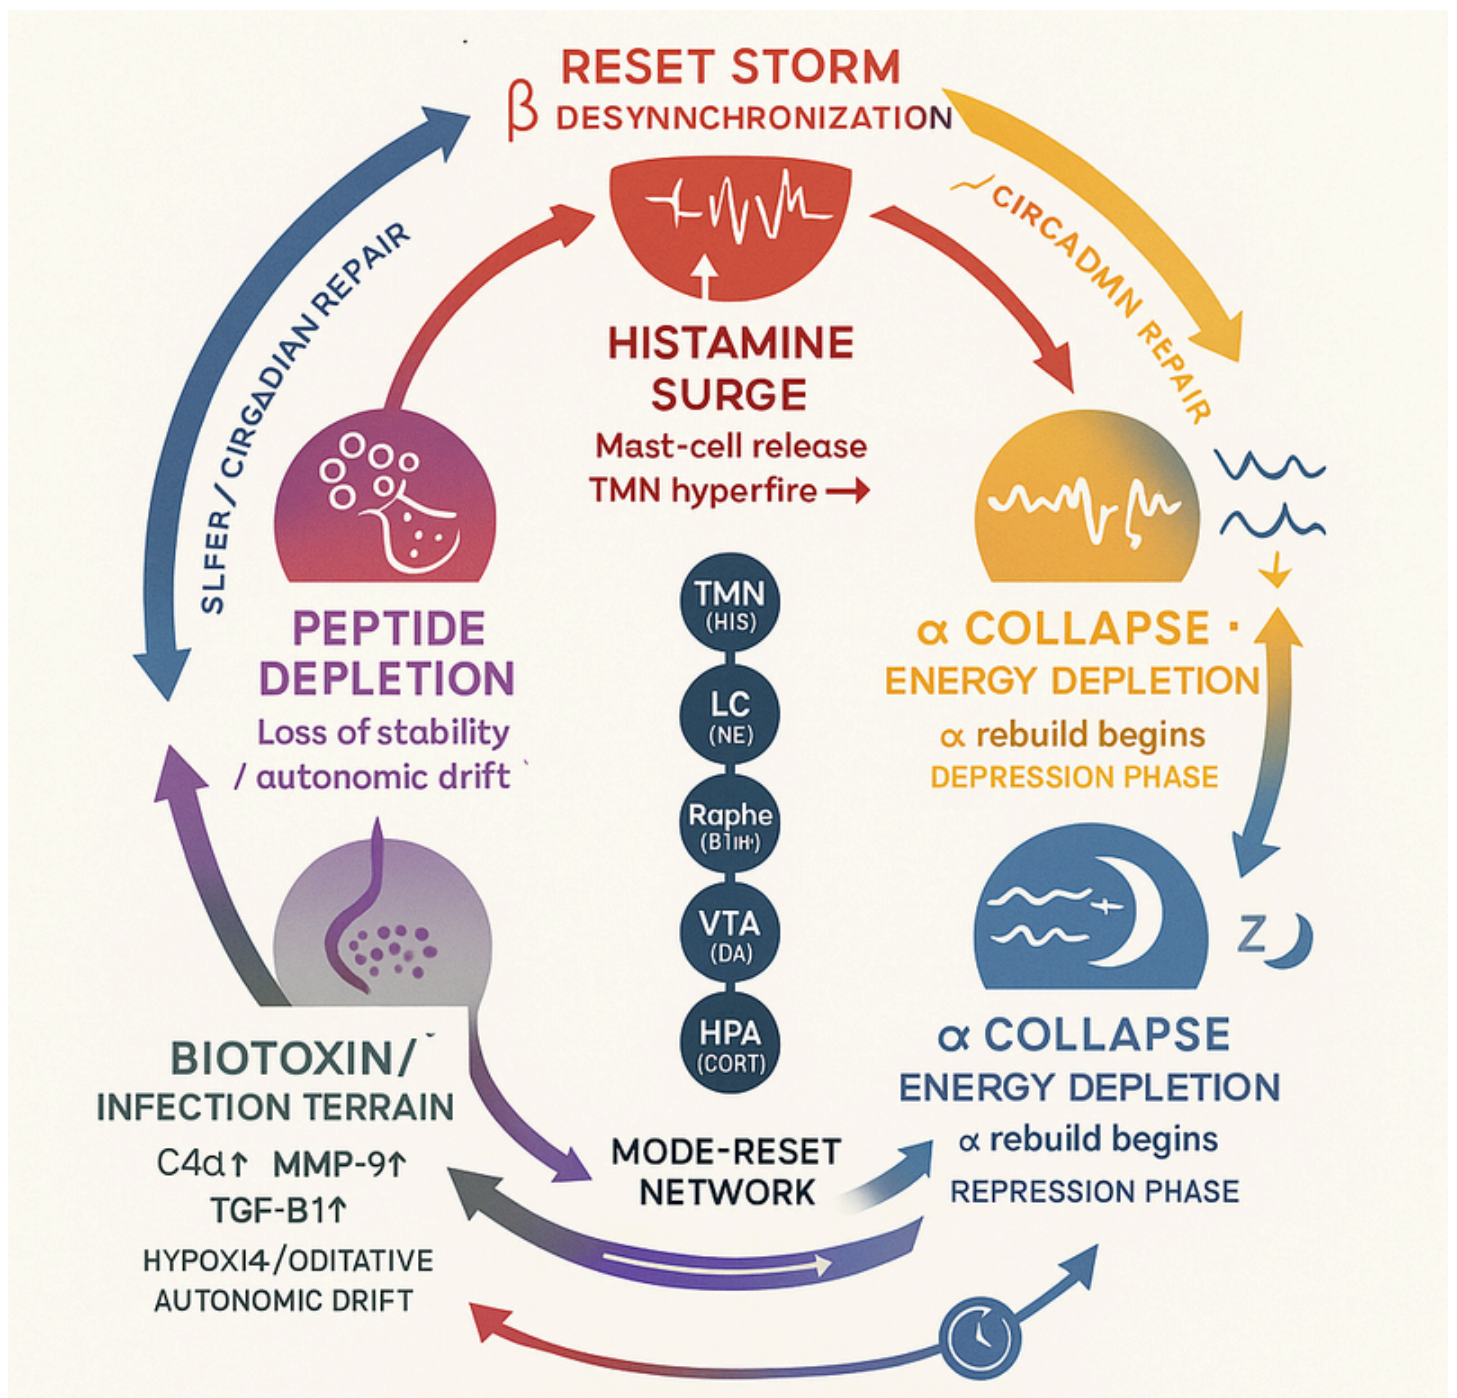 RESET STORM
β DESYNNCHRONIZATION
SLFER / CIRGADIAN REPAIR
CIRCADMN REPAIR
HISTAMINE
SURGE
Mast-cell release
TMN hyperfire →
PEPTIDE
DEPLETION
Loss of stability
/ autonomic drift
α COLLAPSE ·
ENERGY DEPLETION
α rebuild begins
DEPRESSION PHASE
TMN
(HIS)
LC
(NE)
Raphe
VTA
(DA)
HPA
(CORT)
Z
BIOTOXIN/
INFECTION TERRAIN
C4a↑ MMP-9↑
TGF-B1↑
HYPOXI4/ODITATIVE
AUTONOMIC DRIFT
MODE-RESET
NETWORK
α COLLAPSE
ENERGY DEPLETION
α rebuild begins
REPRESSION PHASE